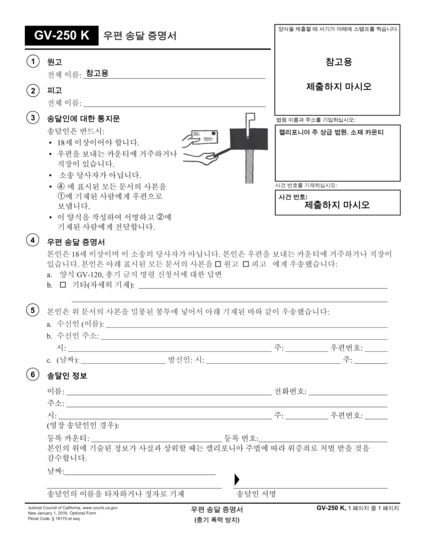 GV-250 K 우편 송달 증명서
양식을 제출할 때 서기가 아래에 스탬프를 찍습니다.
참고용
제출하지 마시오
1 원고
전체 이름: 참고용
2 피고
전체 이름:
3 송달인에 대한 통지문
송달인은 반드시:
• 18세 이상이어야 합니다.
• 우편을 보내는 카운티에 거주하거나
직장이 있습니다.
• 소송 당사자가 아닙니다.
• ④ 에 표시된 모든 문서의 사본을
①에 기재된 사람에게 우편으로
보냅니다.
• 이 양식을 작성하여 서명하고 ②에
기재된 사람에게 전달합니다.
법원 이름과 주소를 기입하십시오:
캘리포니아 주 상급 법원, 소재 카운티
사건 번호를 기재하십시오:
사건 번호:
제출하지 마시오
4 우편 송달 증명서
본인은 18세 이상이며 이 소송의 당사자가 아닙니다. 본인은 우편을 보내는 카운티에 거주하거나 직장이
있습니다. 본인은 아래 표시된 모든 문서의 사본을 □ 원고 □ 피고 에게 우송했습니다:
a. 양식 GV-120, 총기 금지 명령 신청서에 대한 답변
b. □ 기타(자세히 기재):
5 본인은 위 문서의 사본을 밀봉된 봉투에 넣어서 아래 기재된 바와 같이 우송했습니다:
a. 수신인 (이름):
b. 수신인 주소:
시: 주: 우편번호:
c. (날짜): 발신인: 시: 주:
6 송달인 정보
이름: 전화번호:
주소:
시: 주: 우편번호:
(영장 송달인인 경우):
등록 카운티: 등록 번호:
본인의 위에 기술된 정보가 사실과 상위할 때는 캘리포니아 주법에 따라 위증죄로 처벌 받을 것을
감수합니다.
날짜:
송달인의 이름을 타자하거나 정자로 기재 송달인 서명
Judicial Council of California, www.courts.ca.gov
New January 1, 2016, Optional Form
Penal Code, § 18170 et seq.
우편 송달 증명서
(총기 폭력 방지)
GV-250 K, 1 페이지 중 1 페이지